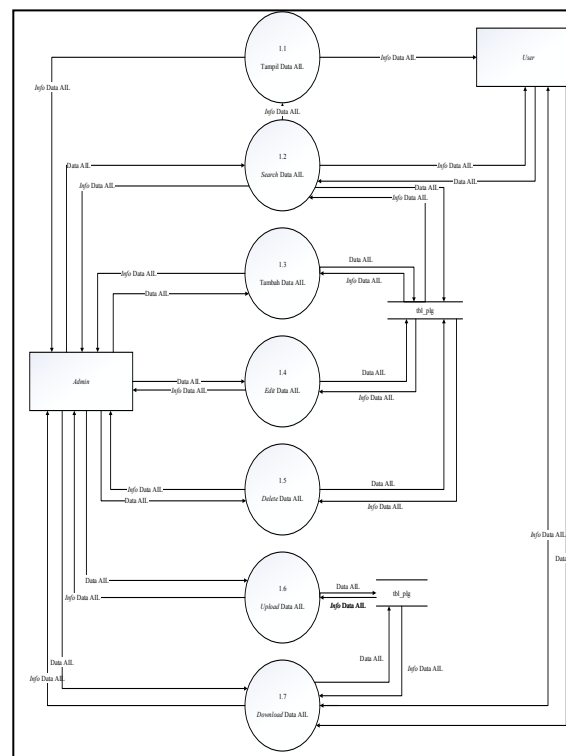 1.1
Tampil Data AIL
User
Info Data AIL
Info Data AIL
Info Data AIL
1.2
Search Data AIL
Data AIL
Info Data AIL
Info Data AIL
Data AIL
Data AIL
Info Data AIL
1.3
Tambah Data AIL
Info Data AIL
Data AIL
Data AIL
Info Data AIL
tbl_plg
Admin
1.4
Edit Data AIL
Data AIL
Info Data AIL
Data AIL
Info Data AIL
1.5
Delete Data AIL
Info Data AIL
Data AIL
Data AIL
Info Data AIL
Info Data AIL
Data
1.6
Upload Data AIL
Data AIL
Info Data AIL
Data AIL
Info Data AIL
tbl_plg
1.7
Download Data AIL
Data AIL
Info Data AIL
Data AIL
Info Data AIL